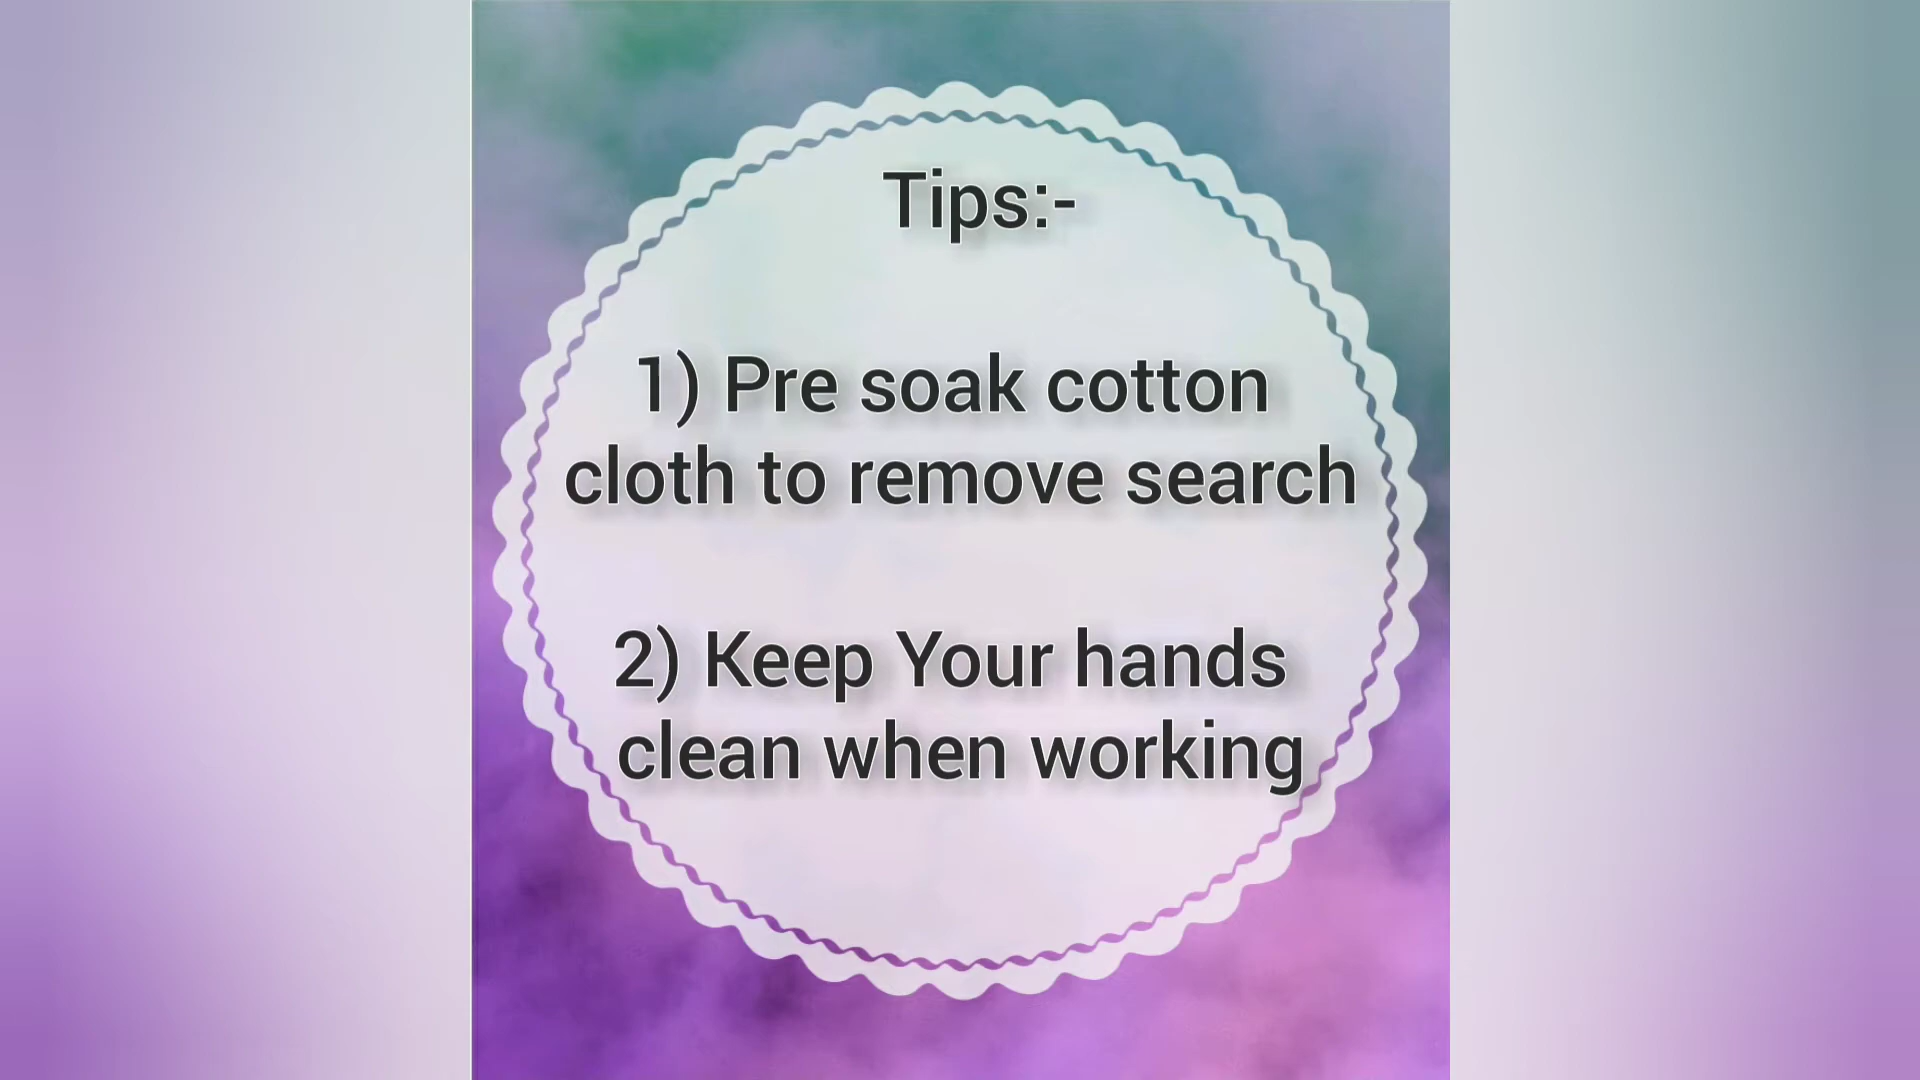 Tips:-
1) Pre soak cotton
cloth to remove search
2) Keep Your hands
clean when working